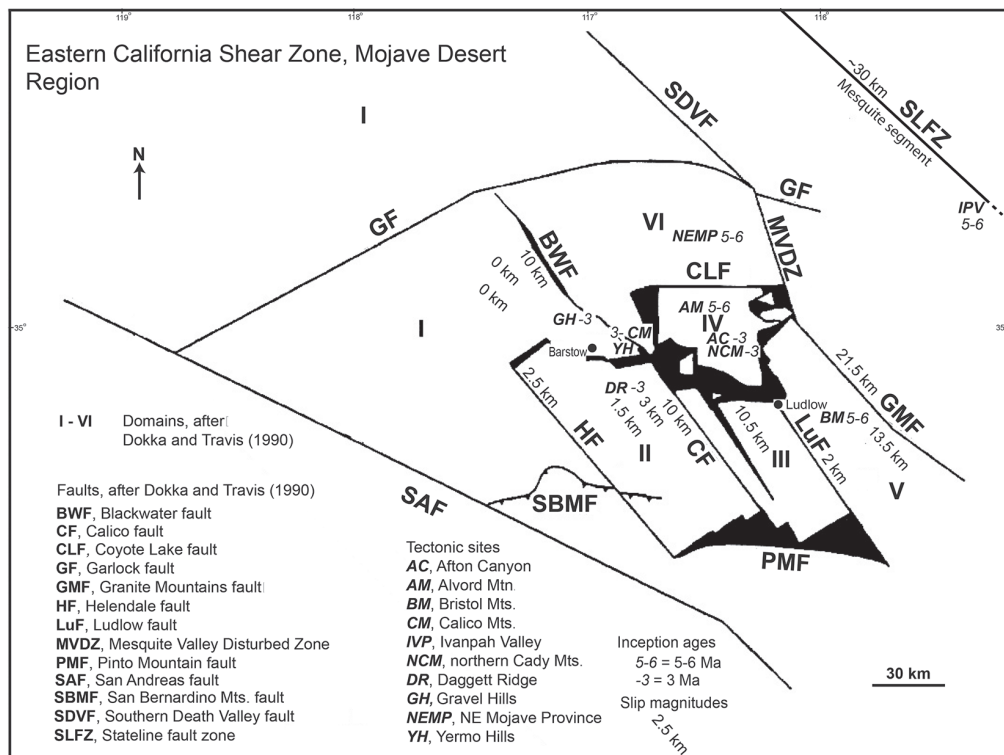 119°
118°
117°
116°
Eastern California Shear Zone, Mojave Desert
Region
N
I
SDVF
~30 km
SLFZ
Mesquite segment
IPV
5-6
GF
GF
VI
NEMP 5-6
MVDZ
BWF
10 km
0 km
0 km
CLF
35°
35°
I
AM 5-6
IV
AC -3
NCM -3
GH -3
3- CM
YH
Barstow
21.5 km
GMF
2.5 km
DR -3
3 km
1.5 km
10 km
10.5 km
Ludlow
LuF
BM 5-6
13.5 km
HF
II
CF
III
2 km
V
SAF
SBMF
PMF
I - VI Domains, after
Dokka and Travis (1990)
Faults, after Dokka and Travis (1990)
BWF, Blackwater fault
CF, Calico fault
CLF, Coyote Lake fault
GF, Garlock fault
GMF, Granite Mountains fault
HF, Helendale fault
LuF, Ludlow fault
MVDZ, Mesquite Valley Disturbed Zone
PMF, Pinto Mountain fault
SAF, San Andreas fault
SBMF, San Bernardino Mts. fault
SDVF, Southern Death Valley fault
SLFZ, Stateline fault zone
Tectonic sites
AC, Afton Canyon
AM, Alvord Mtn.
BM, Bristol Mts.
CM, Calico Mts.
IVP, Ivanpah Valley
NCM, northern Cady Mts.
DR, Daggett Ridge
GH, Gravel Hills
NEMP, NE Mojave Province
YH, Yermo Hills
Inception ages
5-6 = 5-6 Ma
-3 = 3 Ma
Slip magnitudes
2.5 km
30 km